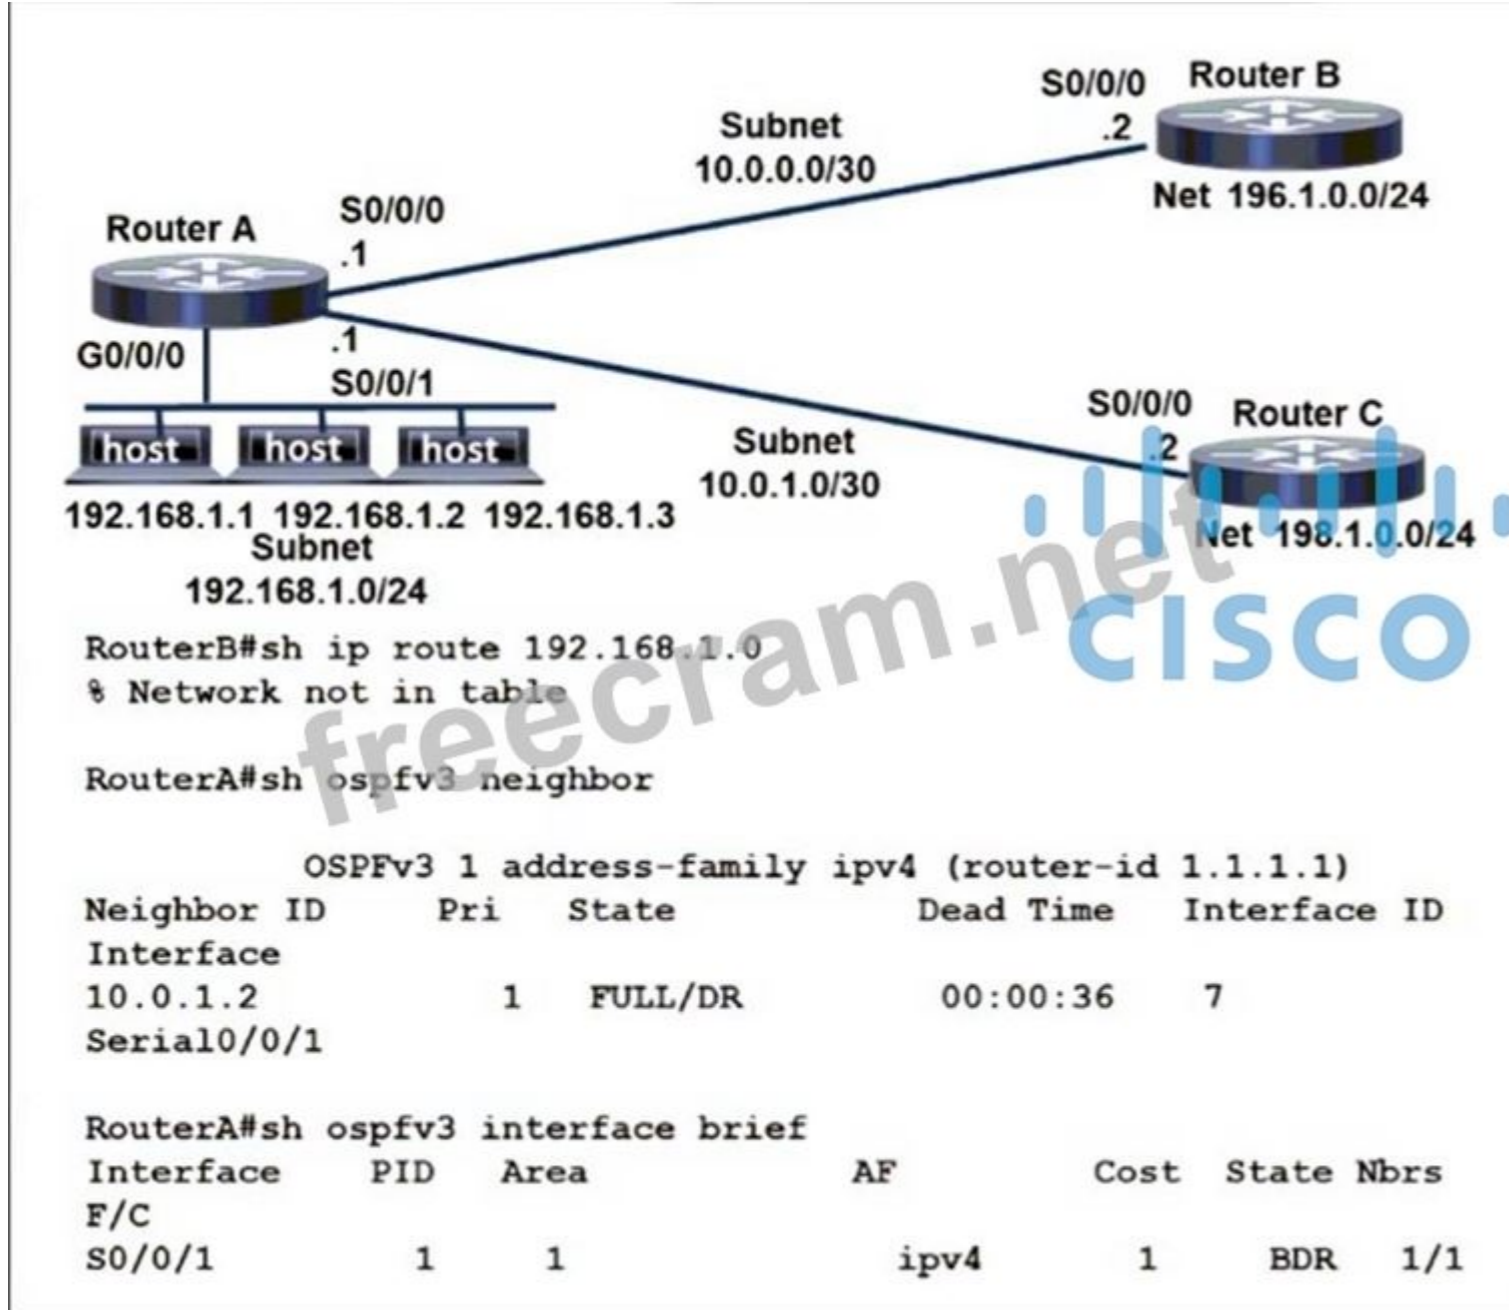 S0/0/0 Router B
.2
Subnet
10.0.0.0/30
Net 196.1.0.0/24
Router A
S0/0/0
.1
G0/0/0
.1
S0/0/1
host host host
192.168.1.1 192.168.1.2 192.168.1.3
Subnet
192.168.1.0/24
S0/0/0 Router C
.2
Subnet
10.0.1.0/30
Net 198.1.0.0/24
CISCO
freecram.net
RouterB#sh ip route 192.168.1.0
% Network not in table
RouterA#sh ospfv3 neighbor
OSPFv3 1 address-family ipv4 (router-id 1.1.1.1)
Neighbor ID Pri State Dead Time Interface ID
Interface
10.0.1.2 1 FULL/DR 00:00:36 7
Serial0/0/1
RouterA#sh ospfv3 interface brief
Interface PID Area AF Cost State Nbrs
F/C
S0/0/1 1 1 ipv4 1 BDR 1/1